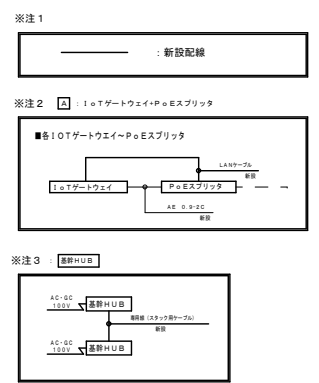 ※注1
: 新設配線
※注2 A : IoTゲートウェイ+PoEスプリッタ
■各IOTゲートウエイ～PoEスプリッタ
LANケーブル
新設
IoTゲートウェイ
PoEスプリッタ
AE 0.9-2C
新設
※注3 : 基幹HUB
AC-GC
100V
基幹HUB
専用線 (スタック用ケーブル)
新設
AC-GC
100V
基幹HUB